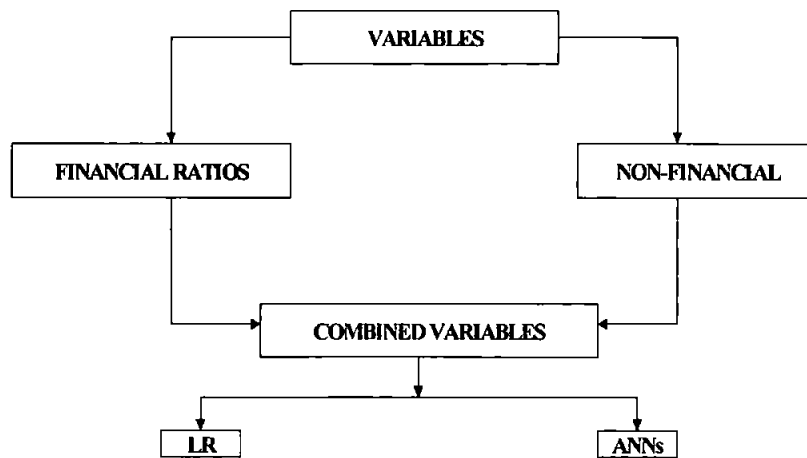 VARIABLES
FINANCIAL RATIOS
NON-FINANCIAL
COMBINED VARIABLES
LR
ANNs